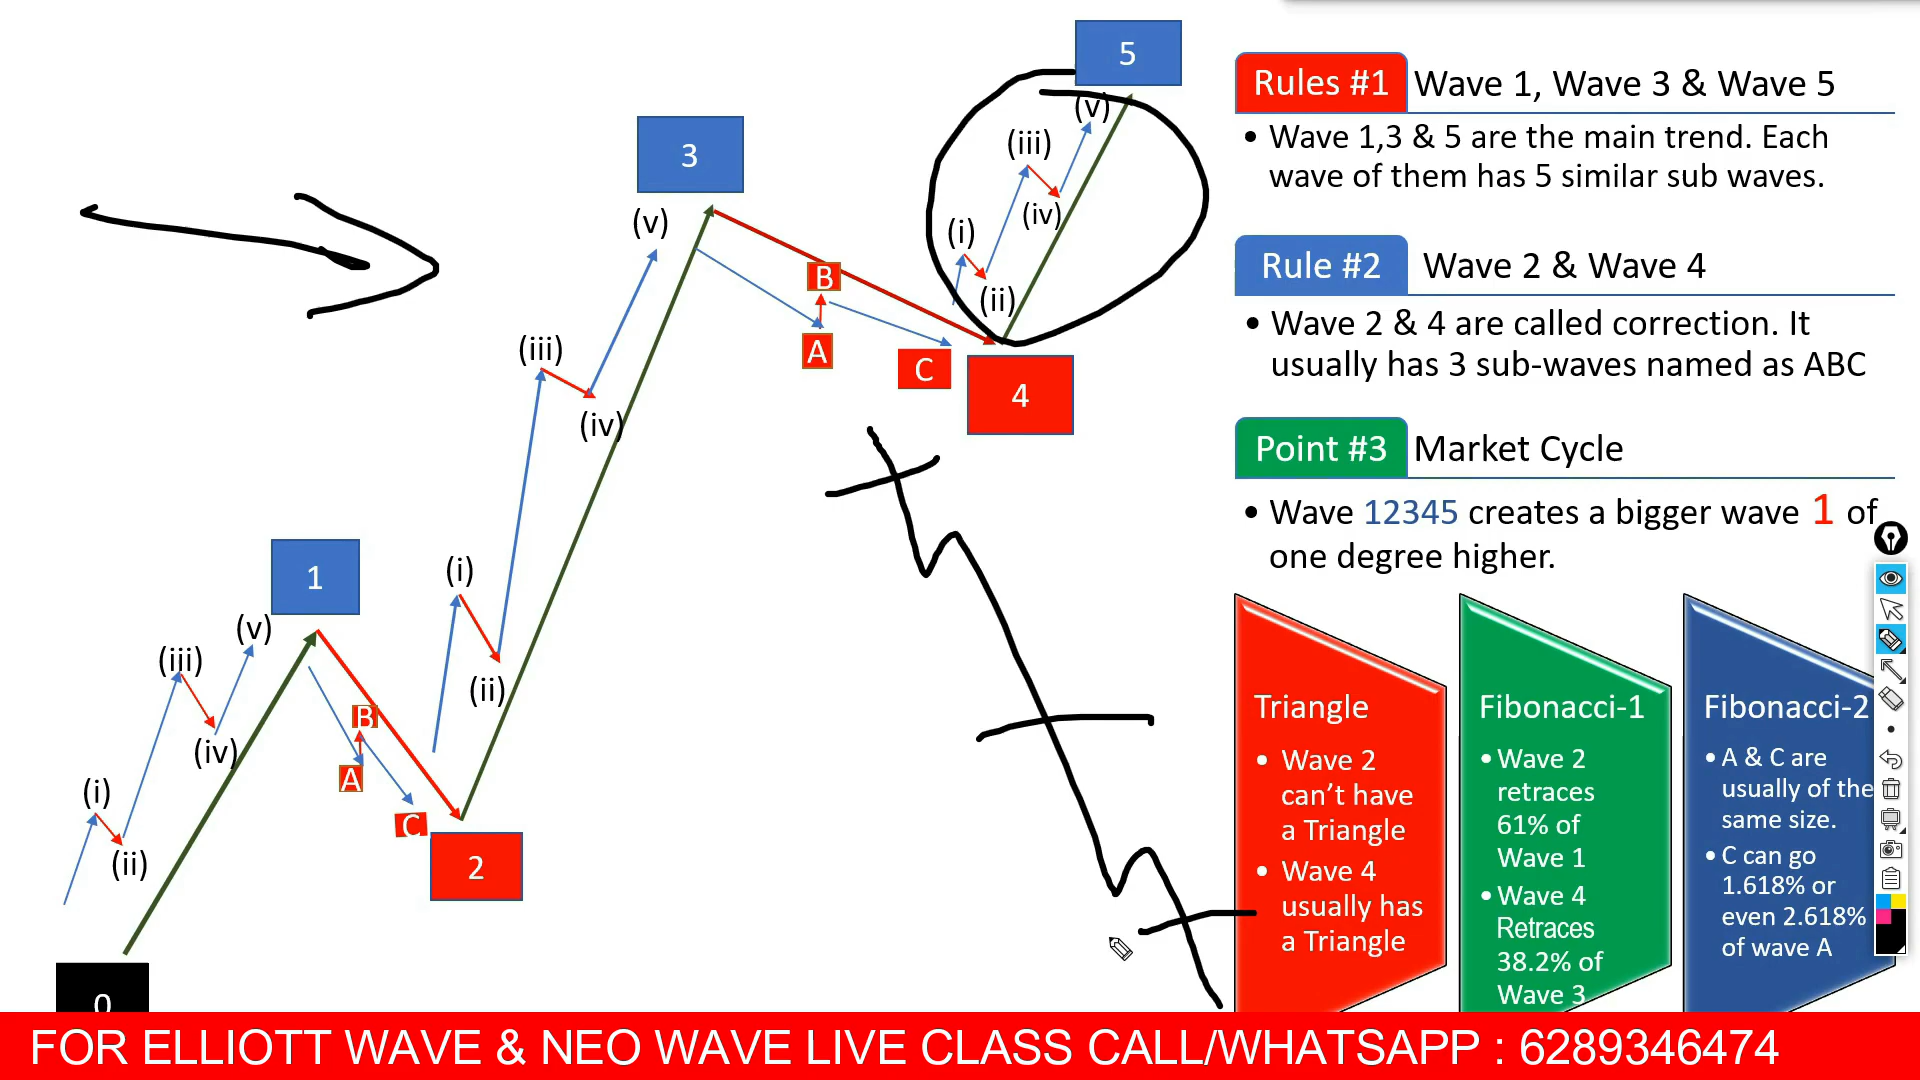 5
(v)
(iii)
(iv)
(i)
(ii)
3
(v)
B
A
C
4
(iii)
(iv)
(i)
(ii)
1
(v)
(iii)
(iv)
(i)
(ii)
B
A
C
2
0
Rules #1 Wave 1, Wave 3 & Wave 5
• Wave 1,3 & 5 are the main trend. Each
wave of them has 5 similar sub waves.
Rule #2 Wave 2 & Wave 4
• Wave 2 & 4 are called correction. It
usually has 3 sub-waves named as ABC
Point #3 Market Cycle
• Wave 12345 creates a bigger wave 1 of
one degree higher.
Triangle
• Wave 2
can't have
a Triangle
• Wave 4
usually has
a Triangle
Fibonacci-1
• Wave 2
retraces
61% of
Wave 1
• Wave 4
Retraces
38.2% of
Wave 3
Fibonacci-2
• A & C are
usually of the
same size.
• C can go
1.618% or
even 2.618%
of wave A
FOR ELLIOTT WAVE & NEO WAVE LIVE CLASS CALL/WHATSAPP : 6289346474